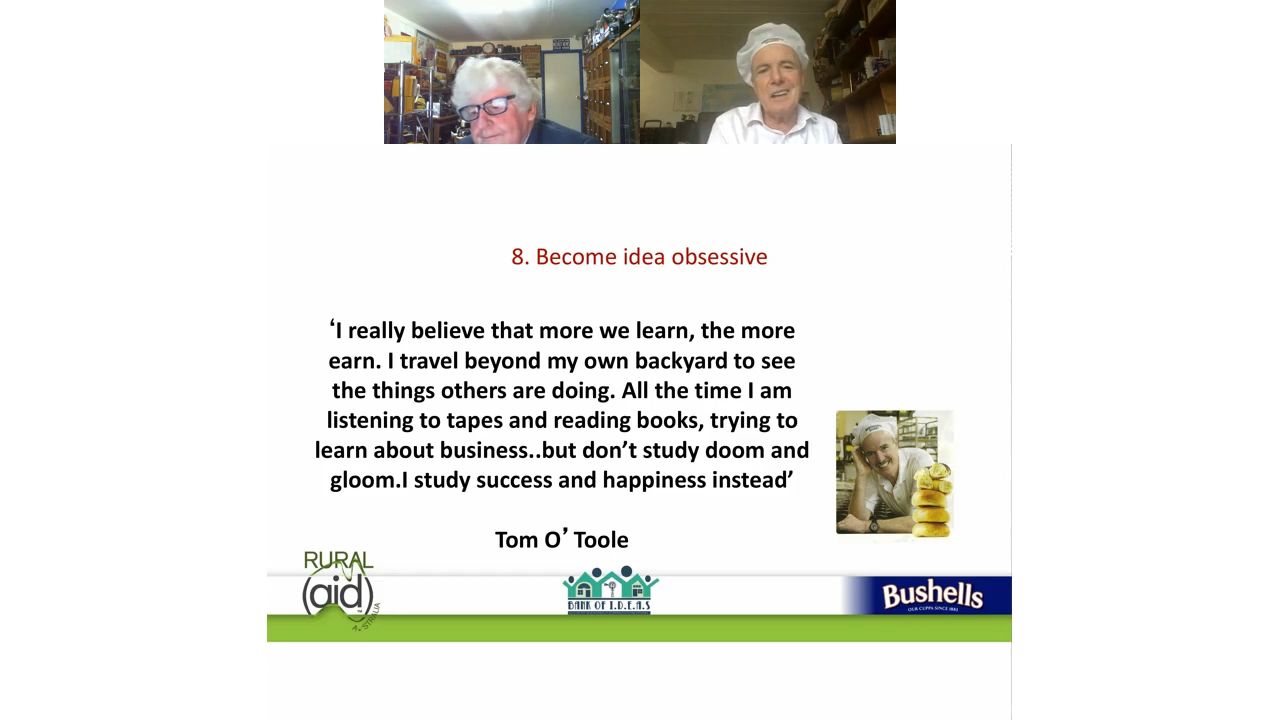 8. Become idea obsessive
‘I really believe that more we learn, the more
earn. I travel beyond my own backyard to see
the things others are doing. All the time I am
listening to tapes and reading books, trying to
learn about business..but don’t study doom and
gloom.I study success and happiness instead’
Tom O’ Toole
RURAL
(aid)
BANK OF I.D.E.A.S
Bushells
OUR CUPPA SINCE 1883